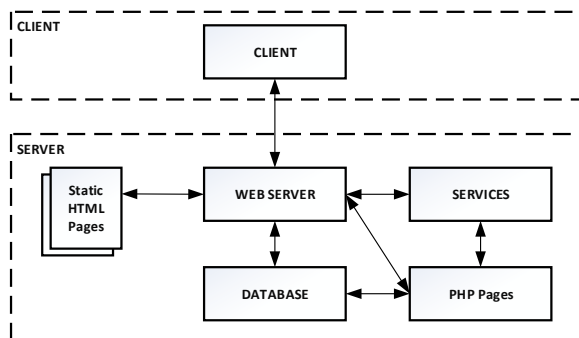 CLIENT
CLIENT
SERVER
Static
HTML
Pages
WEB SERVER
SERVICES
DATABASE
PHP Pages